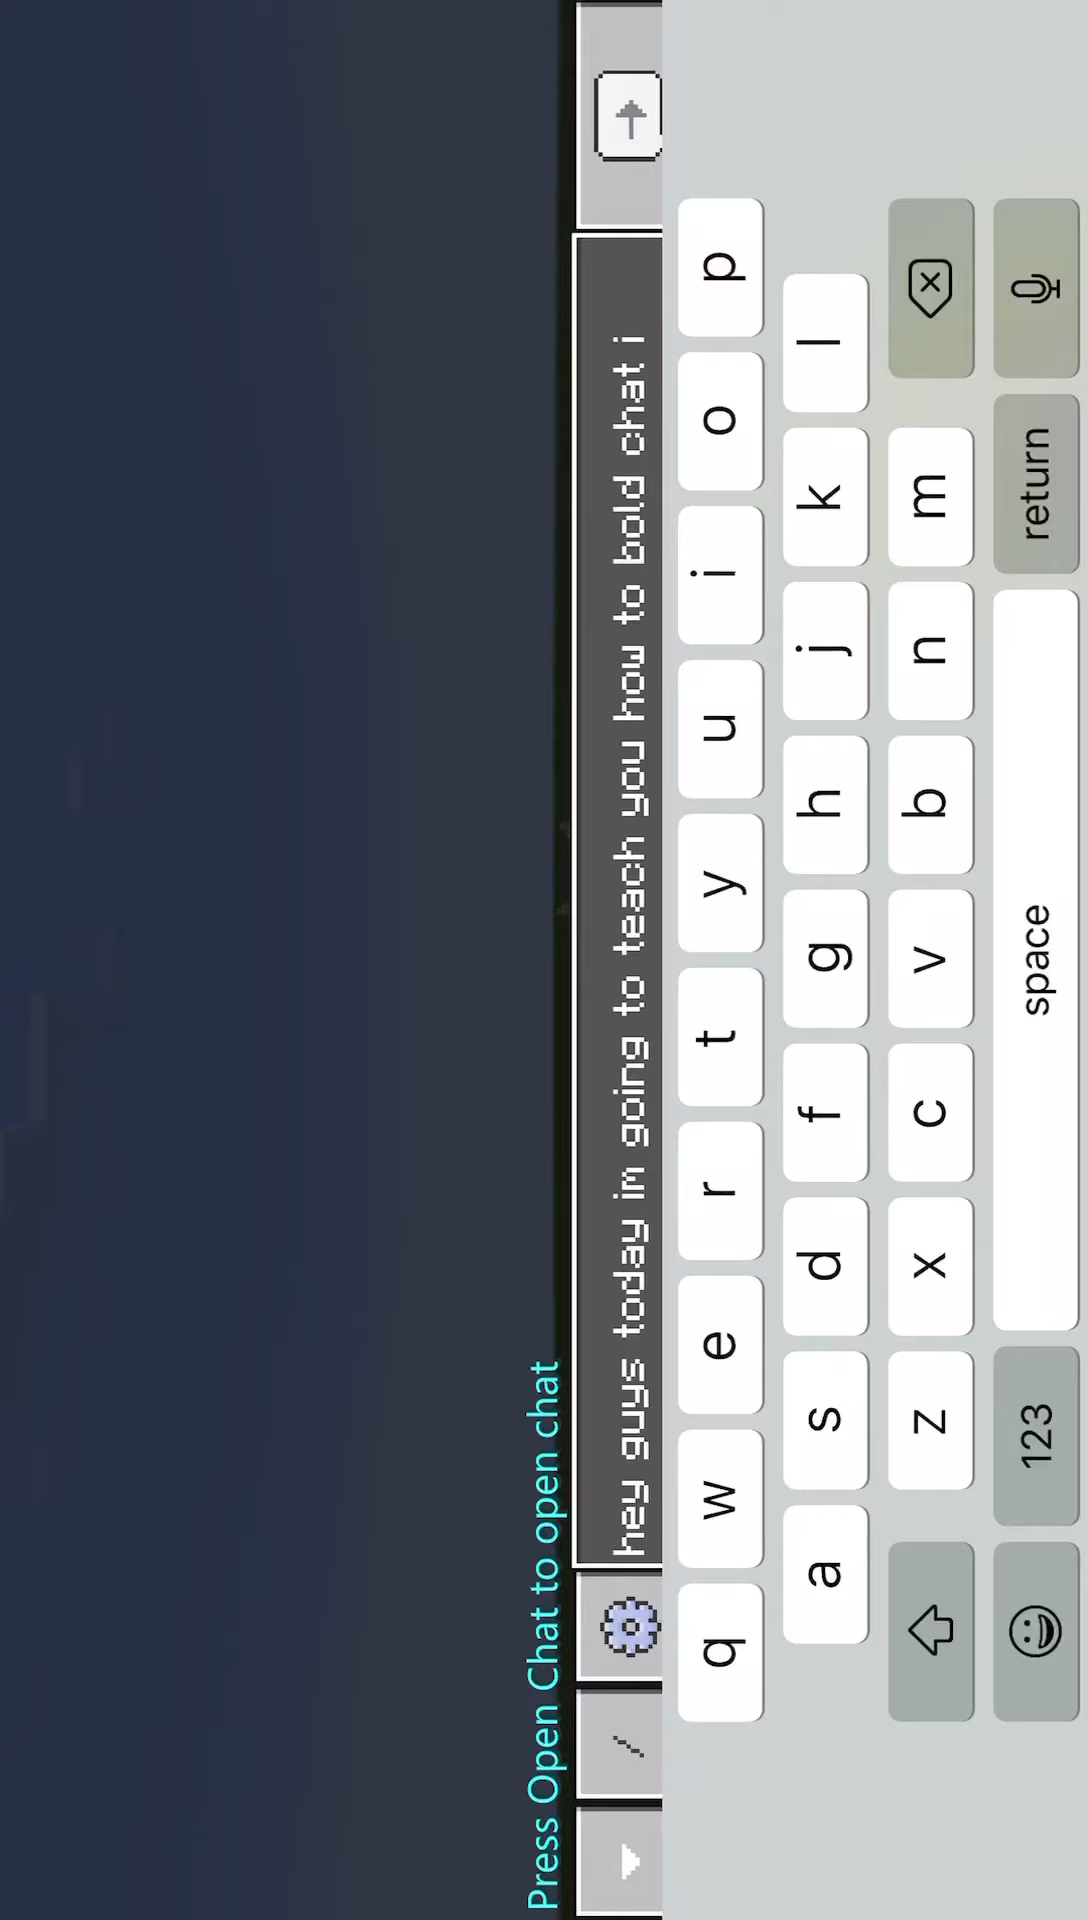 Press Open Chat to open chat
/
hey guys today im going to teach you how to bold chat i
q w e r t y u i o p
a s d f g h j k l
z x c v b n m
123 space return